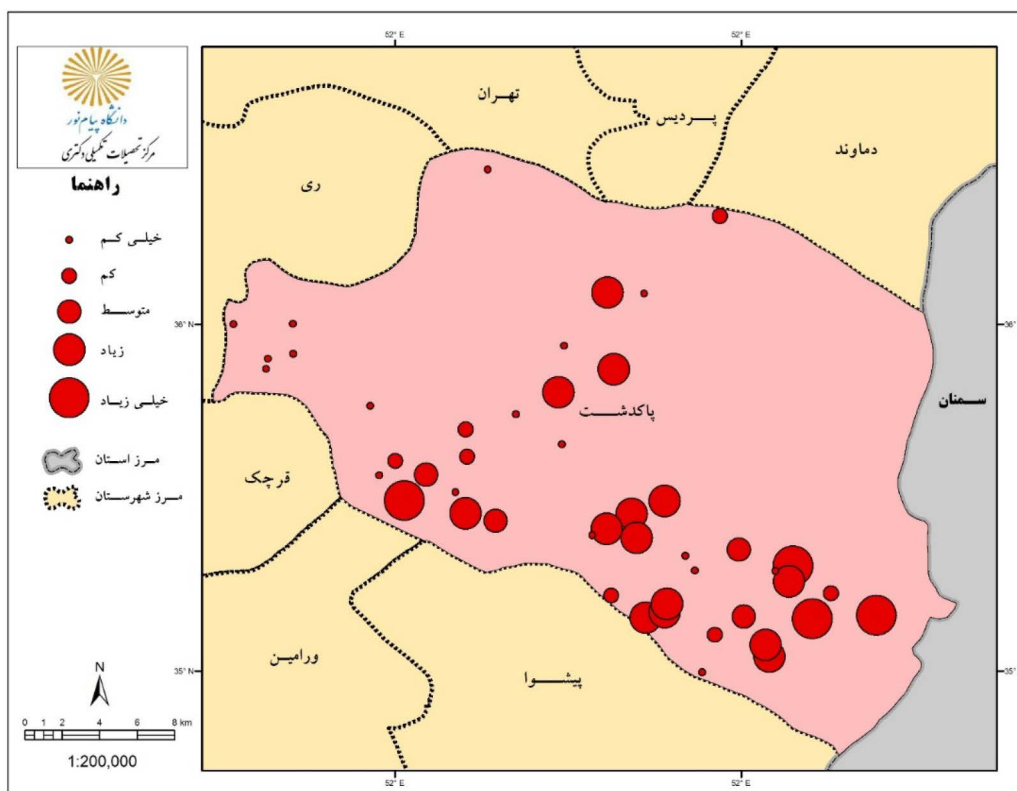 دانشگاه پیام نور
مرکز تحصیلات تکمیلی دکتری
راهنما
خیلی کم
کم
متوسط
زیاد
خیلی زیاد
مرز استان
مرز شهرستان
N
0 1 2 4 6 8 km
1:200,000
52° E
52° E
تهران
پردیس
دماوند
ری
36° N
36° N
سمنان
پاکدشت
قرچک
ورامین
پیشوا
35° N
35° N
52° E
52° E